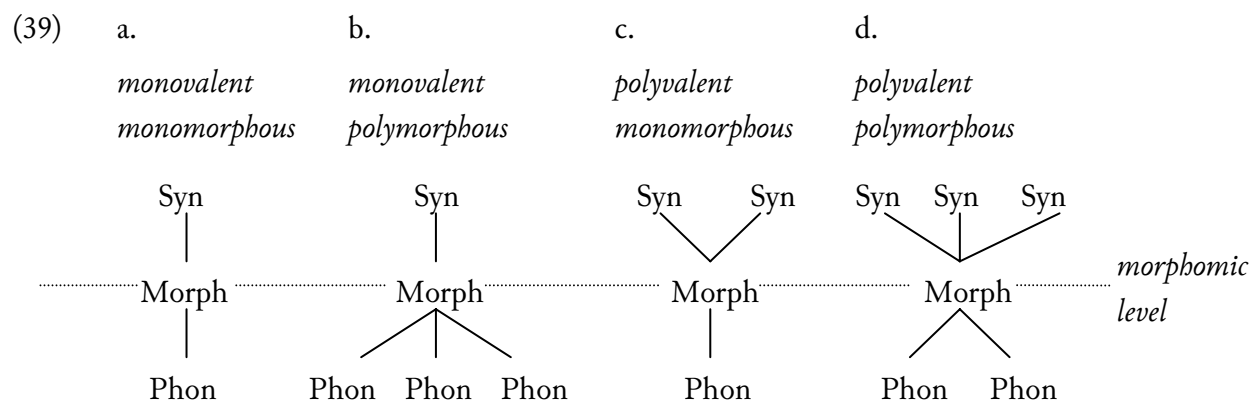 (39) a. b. c. d.
monovalent monovalent polyvalent polyvalent
monomorphous polymorphous monomorphous polymorphous
Syn Syn Syn Syn Syn Syn Syn
morphomic
Morph Morph Morph Morph
level
Phon Phon Phon Phon Phon Phon Phon